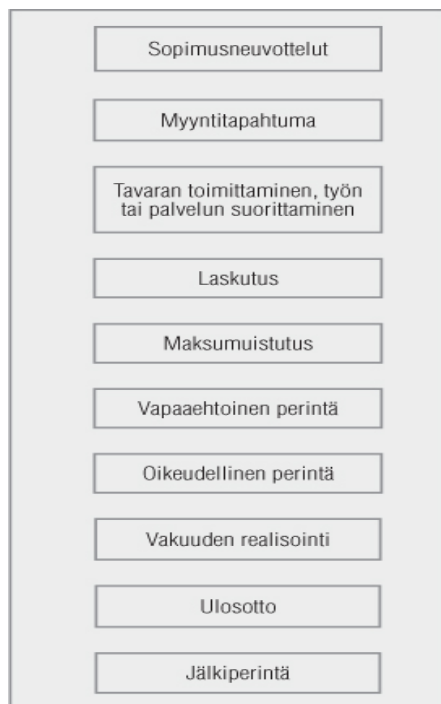 Sopimusneuvottelut
Myyntitapahtuma
Tavaran toimittaminen, työn
tai palvelun suorittaminen
Laskutus
Maksumuistutus
Vapaaehtoinen perintä
Oikeudellinen perintä
Vakuuden realisointi
Ulosotto
Jälkiperintä